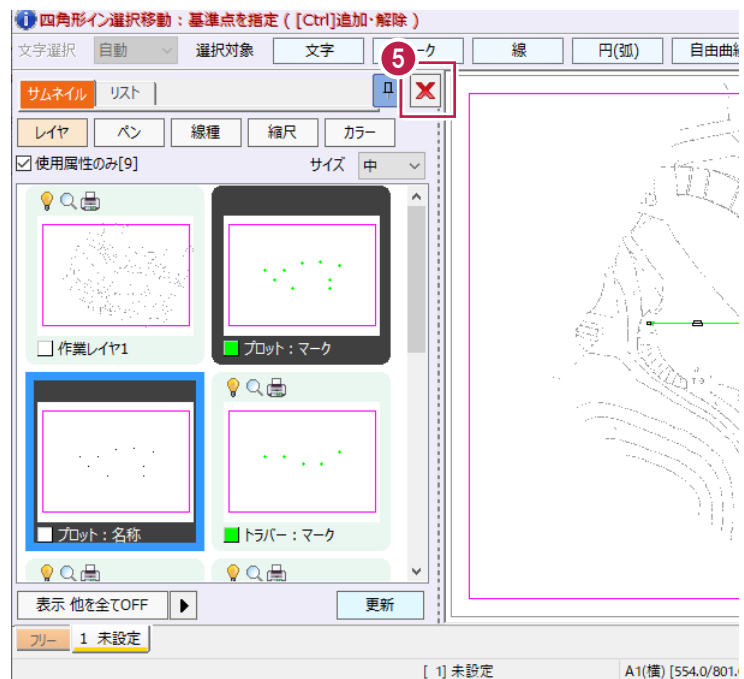 四角形イン選択移動：基準点を指定（[Ctrl]追加･解除 ）
文字選択 自動 選択対象 文字 ーク 線 円(弧)
5
サムネイル リスト
レイヤ ペン 線種 縮尺 カラー
使用属性のみ[9] サイズ 中
作業レイヤ1 プロット：マーク
プロット：名称 トラバー：マーク
表示 他を全てOFF 更新
フリー 1 未設定
[ 1] 未設定 A1(横) [554.0/801.